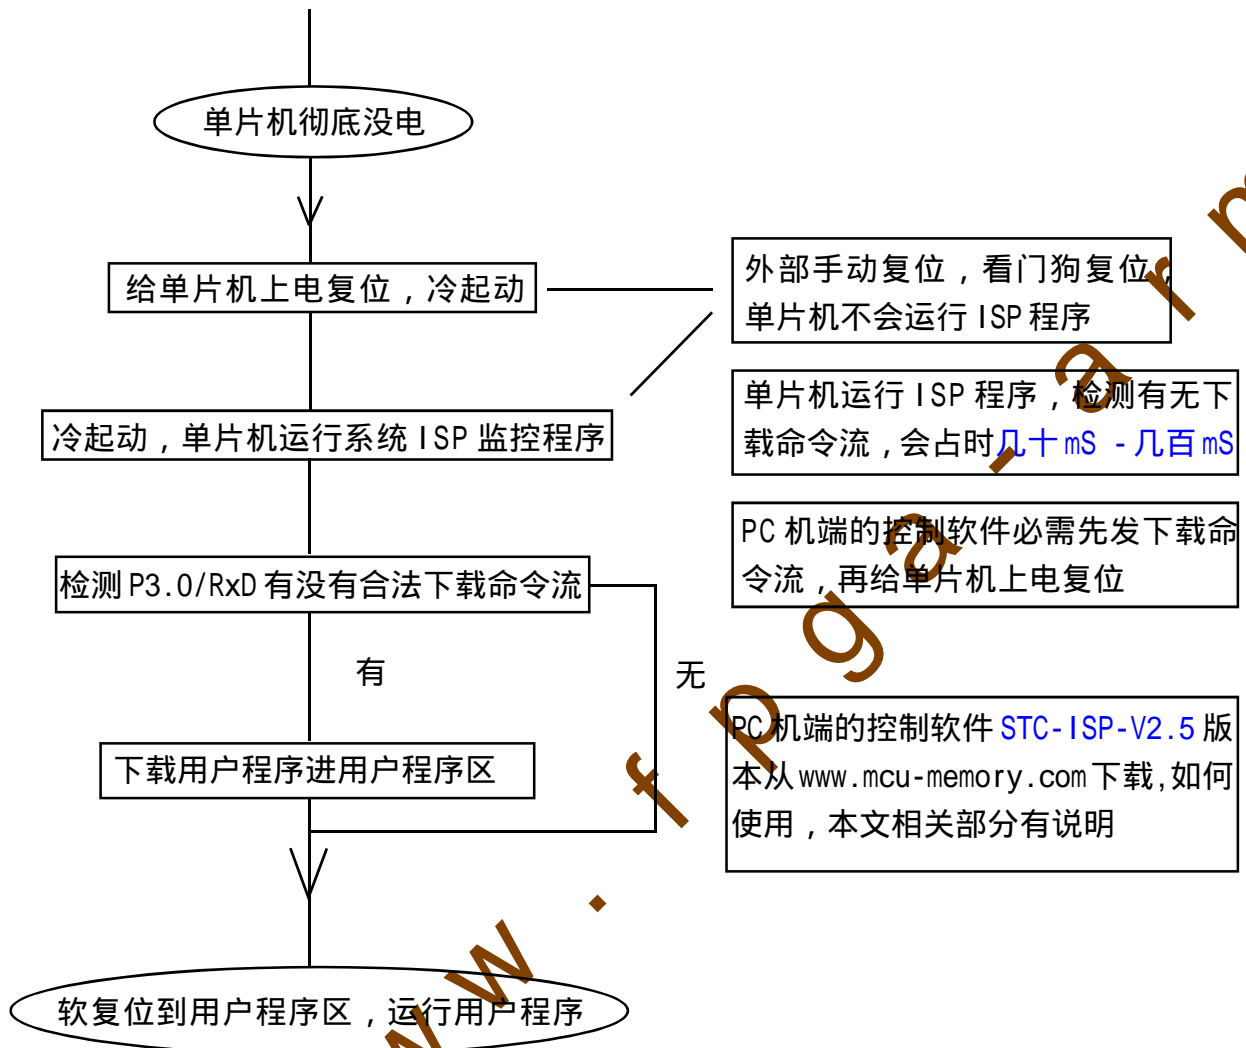 单片机彻底没电
给单片机上电复位，冷起动
外部手动复位，看门狗复位，
单片机不会运行 ISP 程序
单片机运行 ISP 程序，检测有无下
载命令流，会占时几十 mS - 几百 mS
冷起动，单片机运行系统 ISP 监控程序
PC 机端的控制软件必需先发下载命
令流，再给单片机上电复位
检测 P3.0/RxD 有没有合法下载命令流
有
无
PC 机端的控制软件 STC-ISP-V2.5 版
本从 www.mcu-memory.com 下载,如何
使用，本文相关部分有说明
下载用户程序进用户程序区
软复位到用户程序区，运行用户程序
ww.fpga-ar